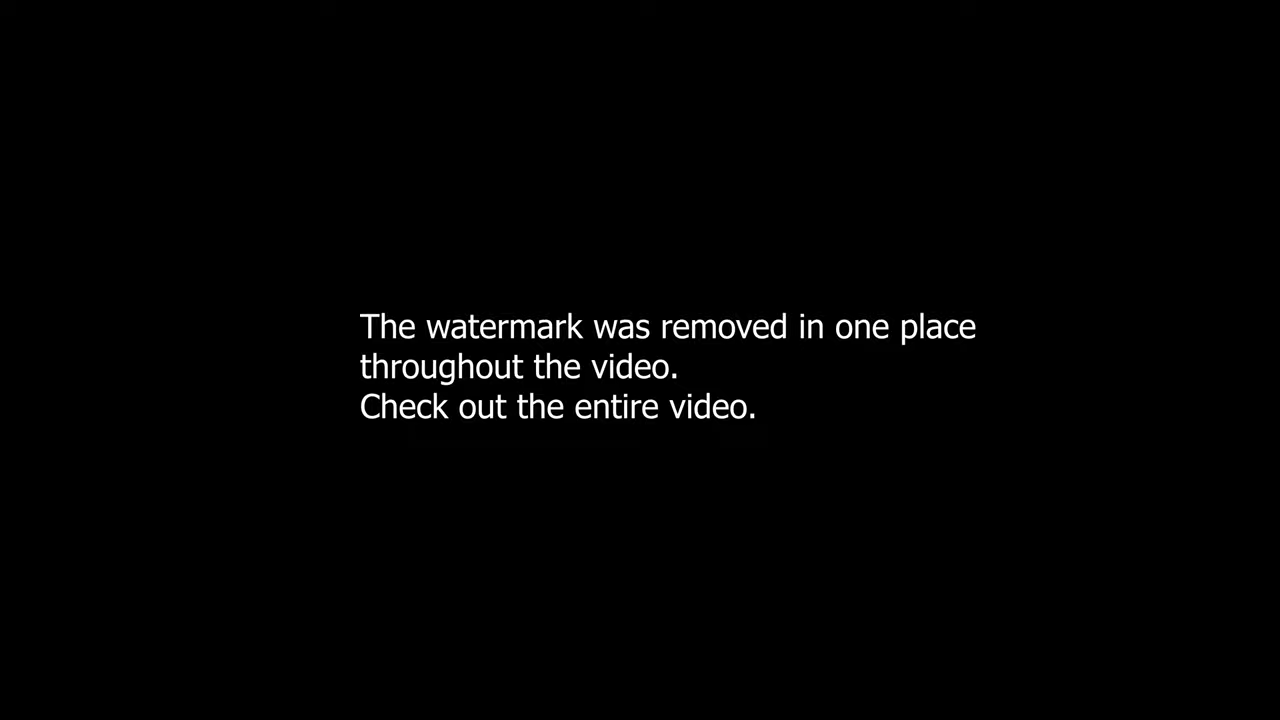 The watermark was removed in one place
throughout the video.
Check out the entire video.